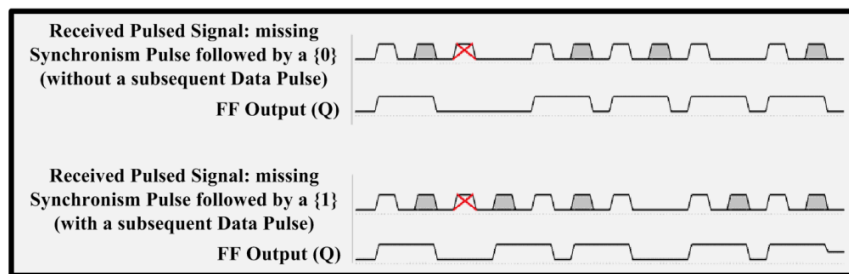 Received Pulsed Signal: missing
Synchronism Pulse followed by a {0}
(without a subsequent Data Pulse)
FF Output (Q)
Received Pulsed Signal: missing
Synchronism Pulse followed by a {1}
(with a subsequent Data Pulse)
FF Output (Q)